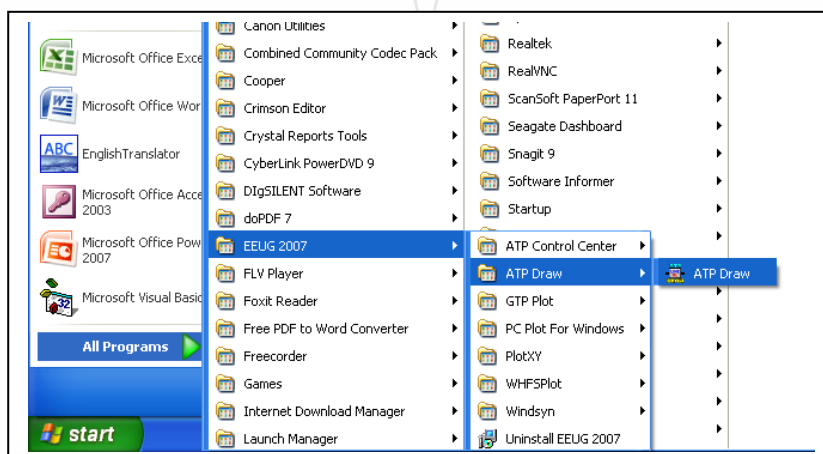 Microsoft Office Exce
Microsoft Office Wor
ABC
EnglishTranslator
Microsoft Office Acce
2003
Microsoft Office Pow
2007
32
Microsoft Visual Basic
All Programs
start
Canon Utilities
Combined Community Codec Pack
Cooper
Crimson Editor
Crystal Reports Tools
CyberLink PowerDVD 9
DIgSILENT Software
doPDF 7
EEUG 2007
FLV Player
Foxit Reader
Free PDF to Word Converter
Freecorder
Games
Internet Download Manager
Launch Manager
Realtek
RealVNC
ScanSoft PaperPort 11
Seagate Dashboard
Snagit 9
Software Informer
Startup
ATP Control Center
ATP Draw
GTP Plot
PC Plot For Windows
PlotXY
WHFSPlot
Windsyn
Uninstall EEUG 2007
ATP Draw